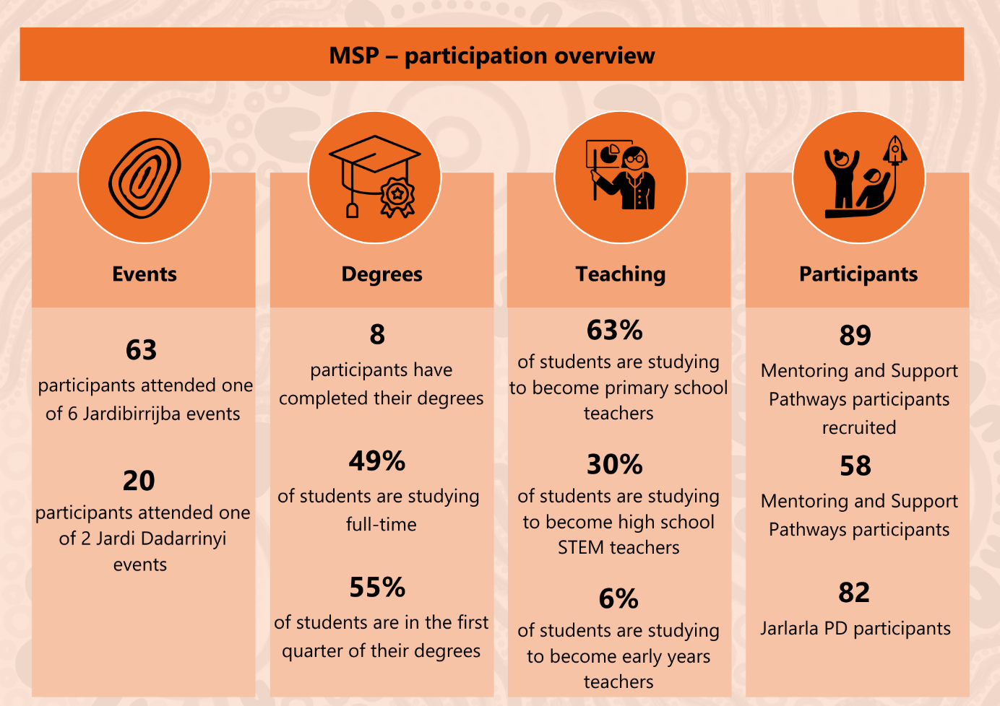 MSP – participation overview
Events
63
participants attended one
of 6 Jardibirrijba events
20
participants attended one
of 2 Jardi Dadarrinyi
events
Degrees
8
participants have
completed their degrees
49%
of students are studying
full-time
55%
of students are in the first
quarter of their degrees
Teaching
63%
of students are studying
to become primary school
teachers
30%
of students are studying
to become high school
STEM teachers
6%
of students are studying
to become early years
teachers
Participants
89
Mentoring and Support
Pathways participants
recruited
58
Mentoring and Support
Pathways participants
82
Jarlarla PD participants